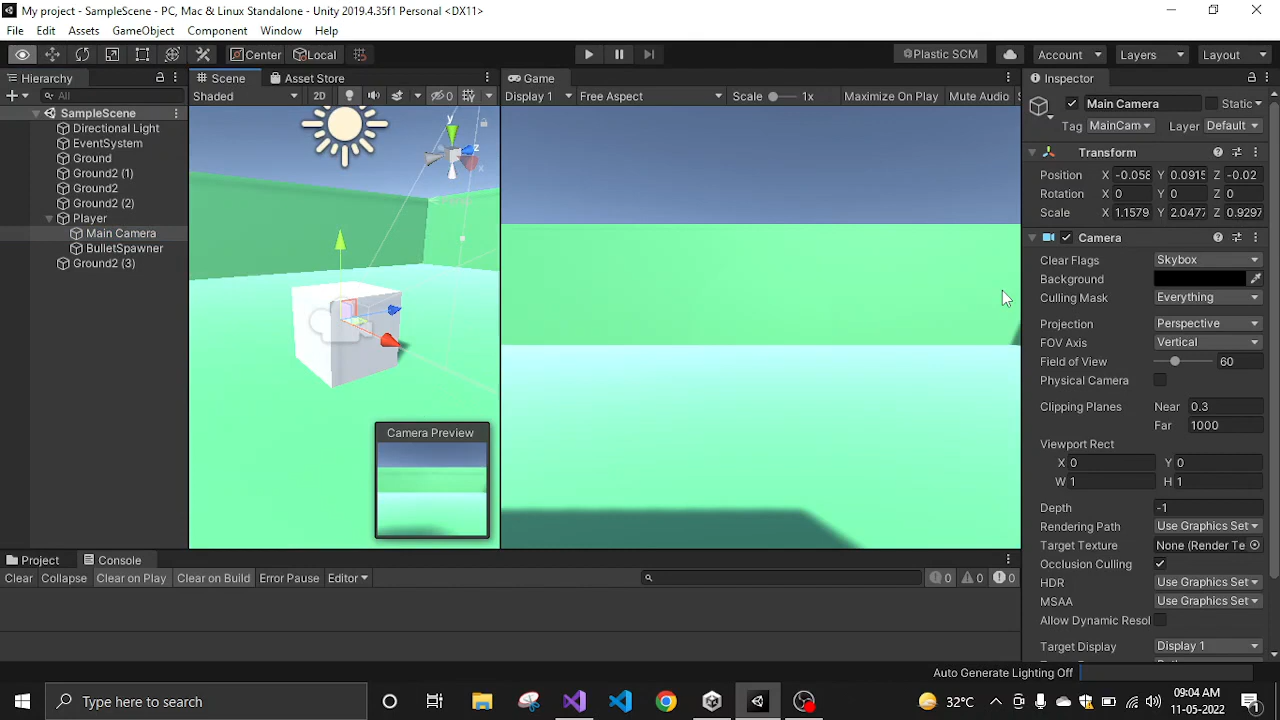 My project - SampleScene - PC, Mac & Linux Standalone - Unity 2019.4.35f1 Personal <DX11>
File Edit Assets GameObject Component Window Help
Center Local Plastic SCM Account Layers Layout
Hierarchy Scene Asset Store Game Inspector
All Shaded 2D 0 Display 1 Free Aspect Scale 1x Maximize On Play Mute Audio
SampleScene
Directional Light
EventSystem
Ground
Ground2 (1)
Ground2
Ground2 (2)
Player
Main Camera
BulletSpawner
Ground2 (3)
y
z
x
Camera Preview
Main Camera Static
Tag MainCam Layer Default
Transform
Position X -0.058 Y 0.0915 Z -0.02
Rotation X 0 Y 0 Z 0
Scale X 1.1579 Y 2.0477 Z 0.9297
Camera
Clear Flags Skybox
Background
Culling Mask Everything
Projection Perspective
FOV Axis Vertical
Field of View 60
Physical Camera
Clipping Planes Near 0.3
Far 1000
Viewport Rect
X 0 Y 0
W 1 H 1
Depth -1
Rendering Path Use Graphics Set
Target Texture None (Render Te
Occlusion Culling
HDR Use Graphics Set
MSAA Use Graphics Set
Allow Dynamic Resol
Target Display Display 1
Project Console
Clear Collapse Clear on Play Clear on Build Error Pause Editor 0 0 0
Auto Generate Lighting Off
Type here to search
32°C
09:04 AM
11-05-2022
1